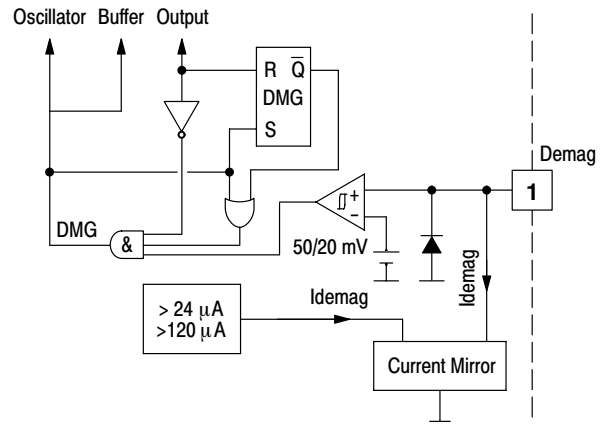 Oscillator Buffer Output
R Q̅
DMG
S
Demag
1
+
−
DMG
&
50/20 mV
Idemag
Idemag
> 24 µA
>120 µA
Current Mirror